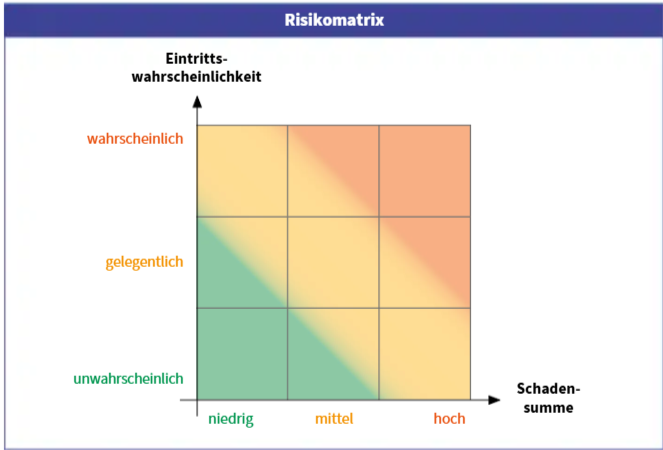 Risikomatrix
Eintritts-
wahrscheinlichkeit
wahrscheinlich
gelegentlich
unwahrscheinlich
niedrig
mittel
hoch
Schaden-
summe